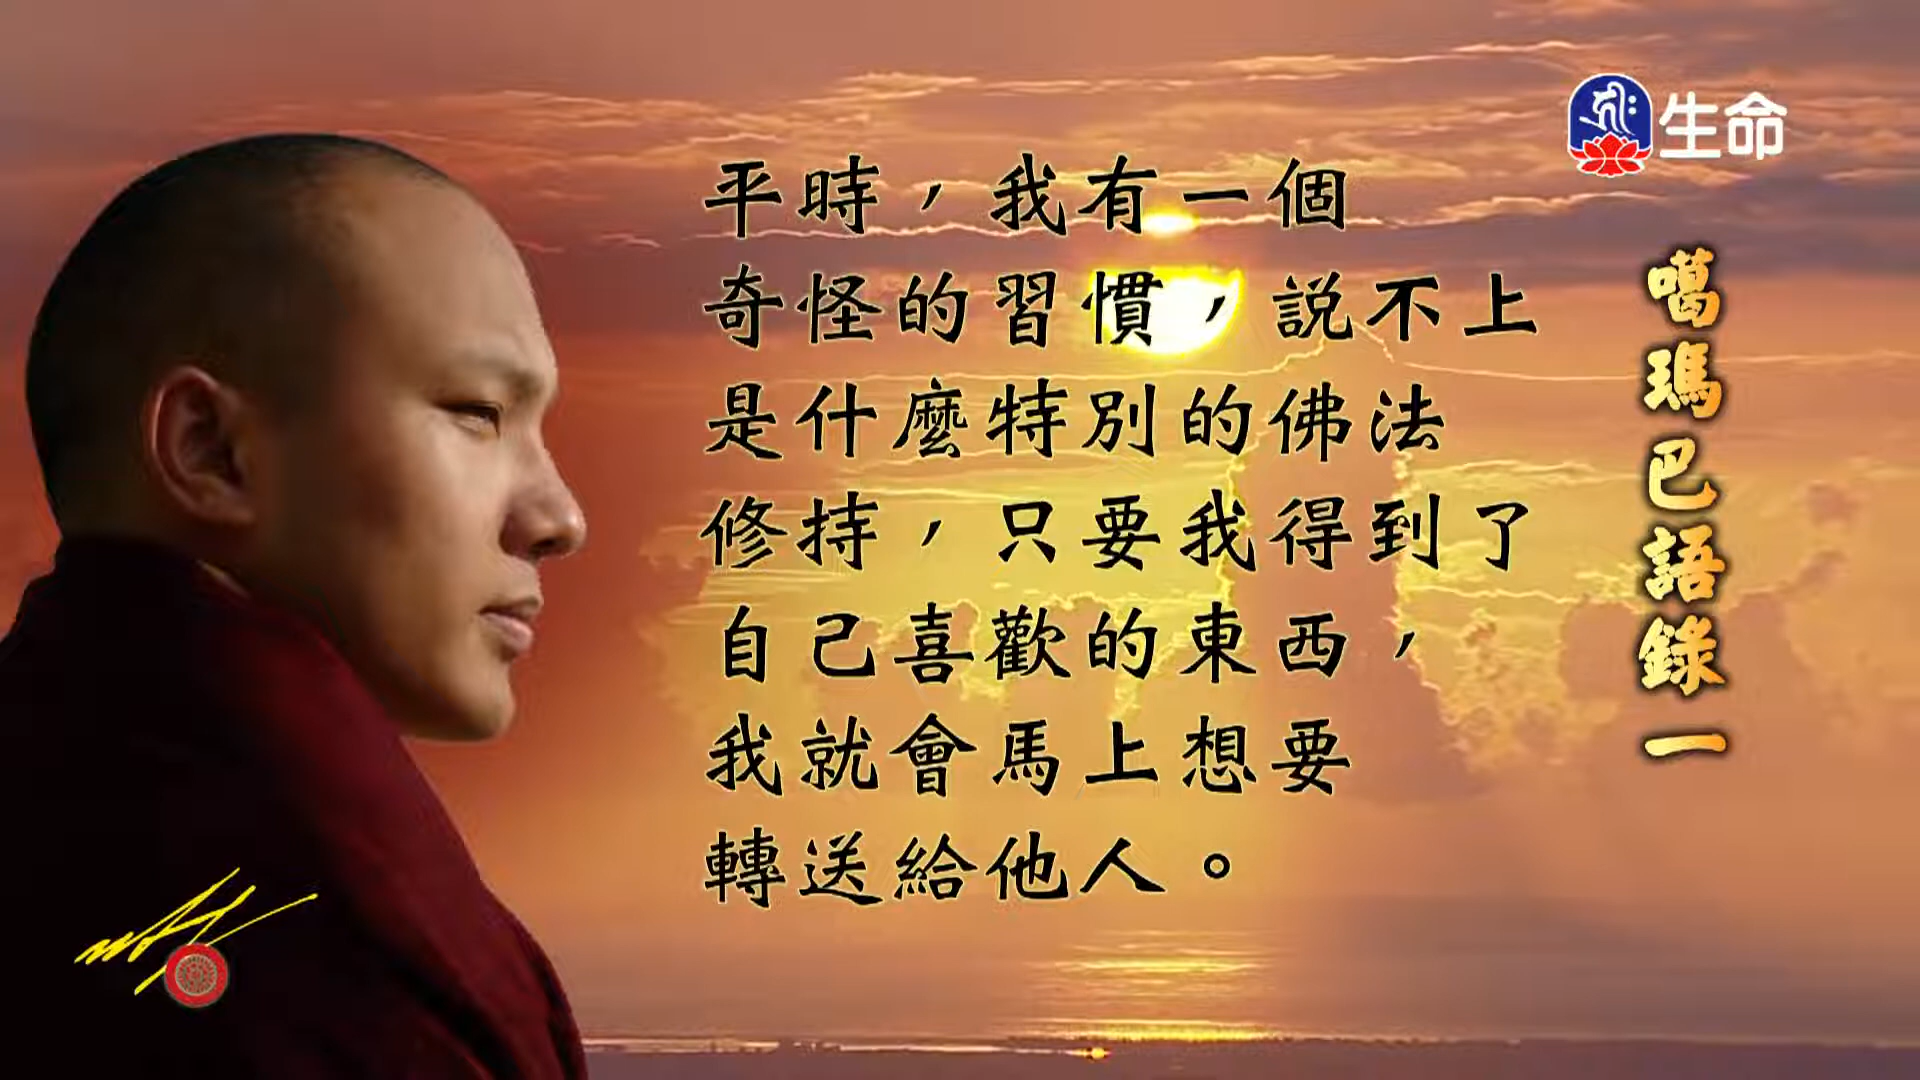 生命
平時，我有一個
奇怪的習慣，說不上
是什麼特別的佛法
修持，只要我得到了
自己喜歡的東西，
我就會馬上想要
轉送給他人。
噶瑪巴語錄一